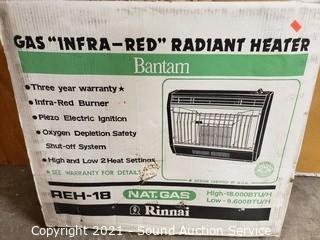 GAS "INFRA-RED" RADIANT HEATER
Bantam
• Three year warranty★
• Infra-Red Burner
• Piezo Electric Ignition
• Oxygen Depletion Safety
Shut-off System
• High and Low 2 Heat Settings
★SEE WARRANTY FOR DETAILS
REH-18
NAT.GAS
High-18.000BTU/H
Low-9.600BTU/H
Rinnai
Copyright 2021 - Sound Auction Service